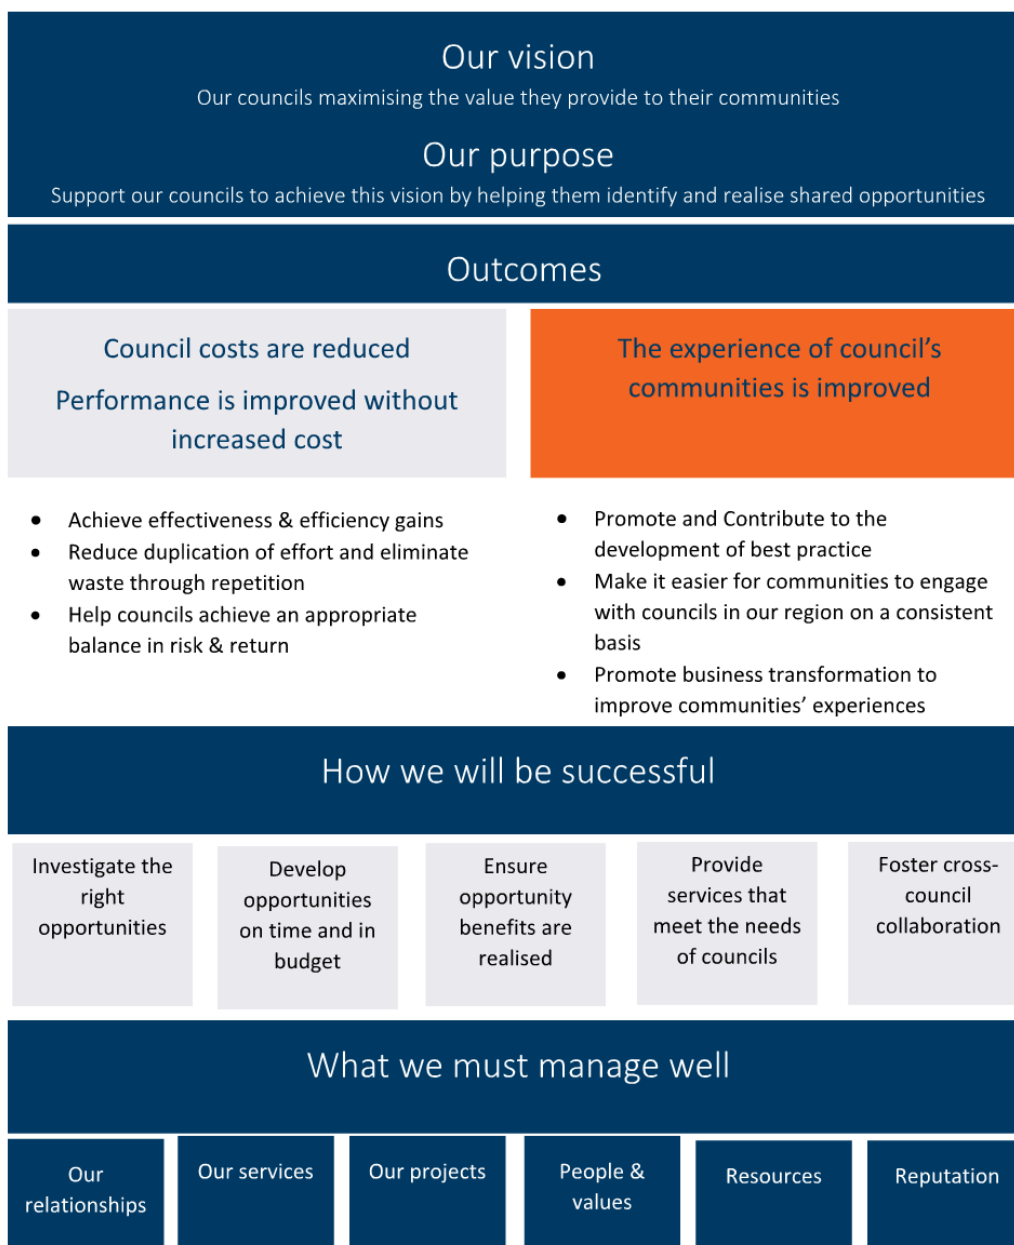 Our vision
Our councils maximising the value they provide to their communities
Our purpose
Support our councils to achieve this vision by helping them identify and realise shared opportunities
Outcomes
Council costs are reduced
Performance is improved without
increased cost
The experience of council’s
communities is improved
• Achieve effectiveness & efficiency gains
• Reduce duplication of effort and eliminate
waste through repetition
• Help councils achieve an appropriate
balance in risk & return
• Promote and Contribute to the
development of best practice
• Make it easier for communities to engage
with councils in our region on a consistent
basis
• Promote business transformation to
improve communities’ experiences
How we will be successful
Investigate the
right
opportunities
Develop
opportunities
on time and in
budget
Ensure
opportunity
benefits are
realised
Provide
services that
meet the needs
of councils
Foster cross-
council
collaboration
What we must manage well
Our
relationships
Our services
Our projects
People &
values
Resources
Reputation